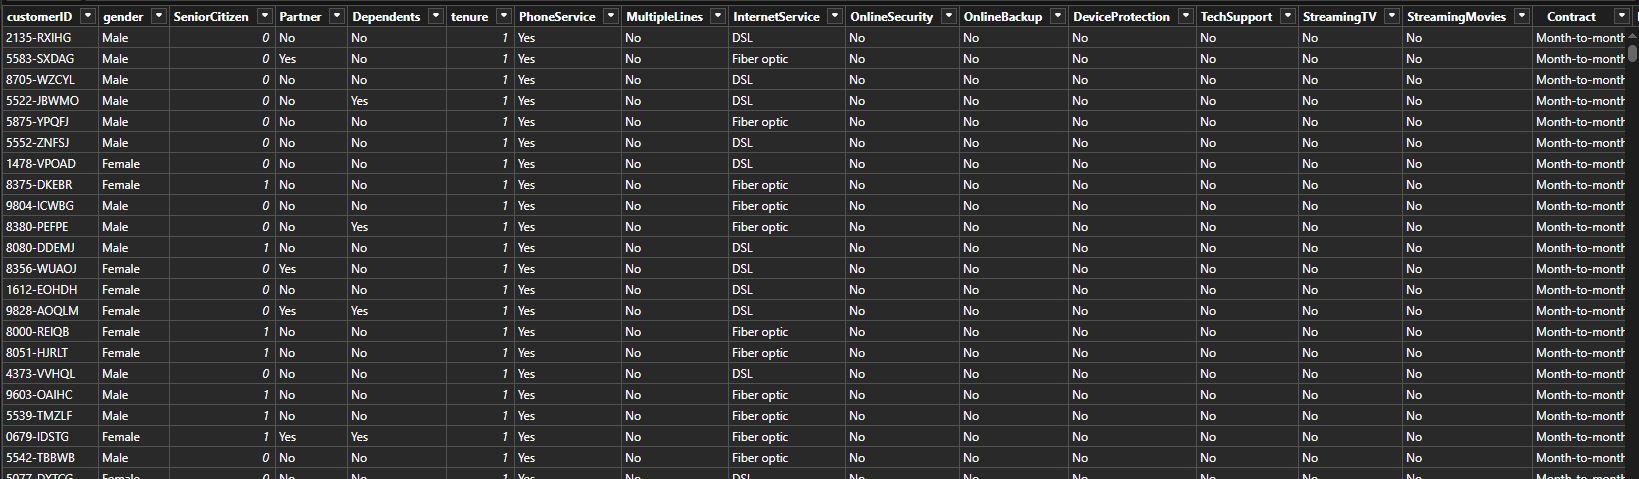 customerID gender SeniorCitizen Partner Dependents tenure PhoneService MultipleLines InternetService OnlineSecurity OnlineBackup DeviceProtection TechSupport StreamingTV StreamingMovies Contract
2135-RXIHG Male 0 No No 1 Yes No DSL No No No No No No Month-to-month
5583-SXDAG Male 0 Yes No 1 Yes No Fiber optic No No No No No No Month-to-month
8705-WZCYL Male 0 No No 1 Yes No DSL No No No No No No Month-to-month
5522-JBWMO Male 0 No Yes 1 Yes No DSL No No No No No No Month-to-month
5875-YPQFJ Male 0 No No 1 Yes No Fiber optic No No No No No No Month-to-month
5552-ZNFSJ Male 0 No No 1 Yes No DSL No No No No No No Month-to-month
1478-VPOAD Female 0 No No 1 Yes No DSL No No No No No No Month-to-month
8375-DKEBR Female 1 No No 1 Yes No Fiber optic No No No No No No Month-to-month
9804-ICWBG Male 0 No No 1 Yes No Fiber optic No No No No No No Month-to-month
8380-PEFPE Male 0 No Yes 1 Yes No Fiber optic No No No No No No Month-to-month
8080-DDEMJ Male 1 No No 1 Yes No DSL No No No No No No Month-to-month
8356-WUAOJ Female 0 Yes No 1 Yes No DSL No No No No No No Month-to-month
1612-EOHDH Female 0 No No 1 Yes No DSL No No No No No No Month-to-month
9828-AOQLM Female 0 Yes Yes 1 Yes No DSL No No No No No No Month-to-month
8000-REIQB Female 1 No No 1 Yes No Fiber optic No No No No No No Month-to-month
8051-HJRLT Female 1 No No 1 Yes No Fiber optic No No No No No No Month-to-month
4373-VVHQL Male 0 No No 1 Yes No DSL No No No No No No Month-to-month
9603-OAIHC Male 1 No No 1 Yes No Fiber optic No No No No No No Month-to-month
5539-TMZLF Male 1 No No 1 Yes No Fiber optic No No No No No No Month-to-month
0679-IDSTG Female 1 Yes Yes 1 Yes No Fiber optic No No No No No No Month-to-month
5542-TBBWB Male 0 No No 1 Yes No Fiber optic No No No No No No Month-to-month
Female 0 No No 1 Yes No DSL No No No No No No Month-to-month